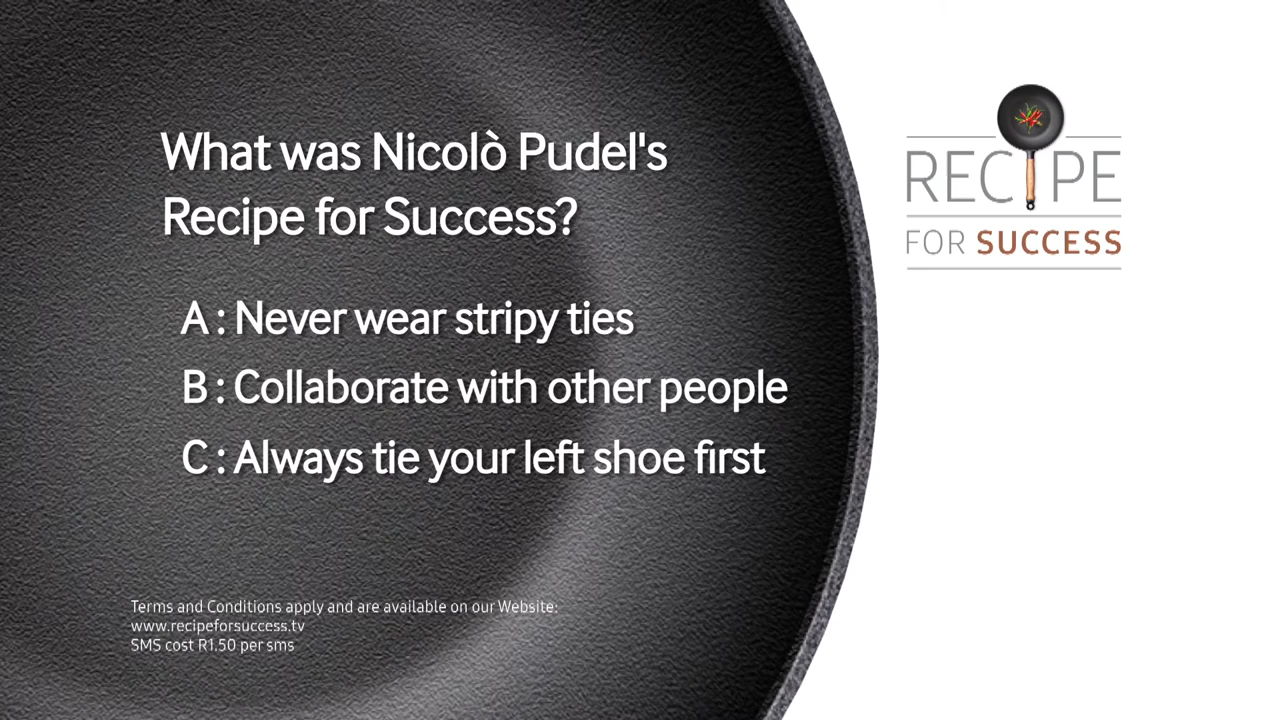 What was Nicolò Pudel's
Recipe for Success?
A : Never wear stripy ties
B : Collaborate with other people
C : Always tie your left shoe first
Terms and Conditions apply and are available on our Website:
www.recipeforsuccess.tv
SMS cost R1.50 per sms
RECIPE
FOR SUCCESS